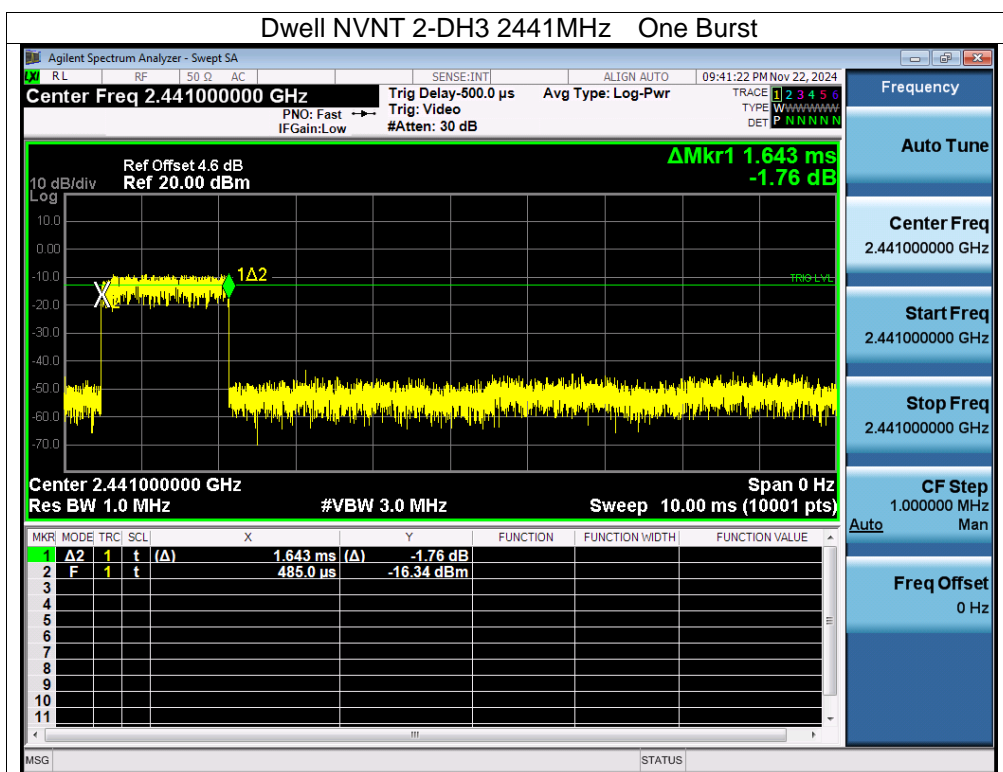 Dwell NVNT 2-DH3 2441MHz One Burst
Agilent Spectrum Analyzer - Swept SA
LXI RL RF 50 Ω AC SENSE:INT ALIGN AUTO 09:41:22 PM Nov 22, 2024
Center Freq 2.441000000 GHz
PNO: Fast
IFGain:Low
Trig Delay-500.0 µs
Trig: Video
#Atten: 30 dB
Avg Type: Log-Pwr
TRACE 1 2 3 4 5 6
TYPE WWWWWW
DET P N N N N N
ΔMkr1 1.643 ms
-1.76 dB
Ref Offset 4.6 dB
10 dB/div Ref 20.00 dBm
Log
10.0
0.00
-10.0
-20.0
-30.0
-40.0
-50.0
-60.0
-70.0
1Δ2
TRIG LVL
X2
Center 2.441000000 GHz Span 0 Hz
Res BW 1.0 MHz #VBW 3.0 MHz Sweep 10.00 ms (10001 pts)
MKR MODE TRC SCL X Y FUNCTION FUNCTION WIDTH FUNCTION VALUE
1 Δ2 1 t (Δ) 1.643 ms (Δ) -1.76 dB
2 F 1 t 485.0 µs -16.34 dBm
3
4
5
6
7
8
9
10
11
MSG STATUS
Frequency
Auto Tune
Center Freq
2.441000000 GHz
Start Freq
2.441000000 GHz
Stop Freq
2.441000000 GHz
CF Step
1.000000 MHz
Auto Man
Freq Offset
0 Hz